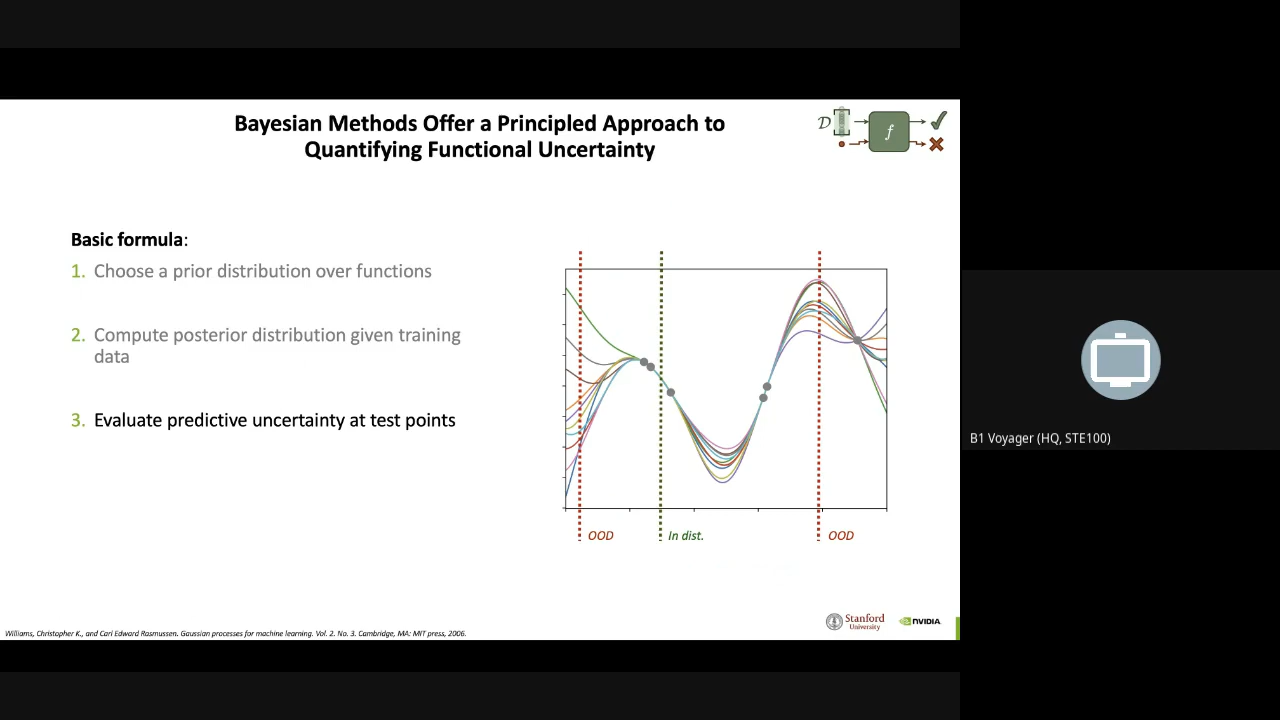 Bayesian Methods Offer a Principled Approach to
Quantifying Functional Uncertainty
𝒟
f
Basic formula:
1. Choose a prior distribution over functions
2. Compute posterior distribution given training
data
3. Evaluate predictive uncertainty at test points
OOD
In dist.
OOD
B1 Voyager (HQ, STE100)
Williams, Christopher K., and Carl Edward Rasmussen. Gaussian processes for machine learning. Vol. 2. No. 3. Cambridge, MA: MIT press, 2006.
Stanford
University
NVIDIA.